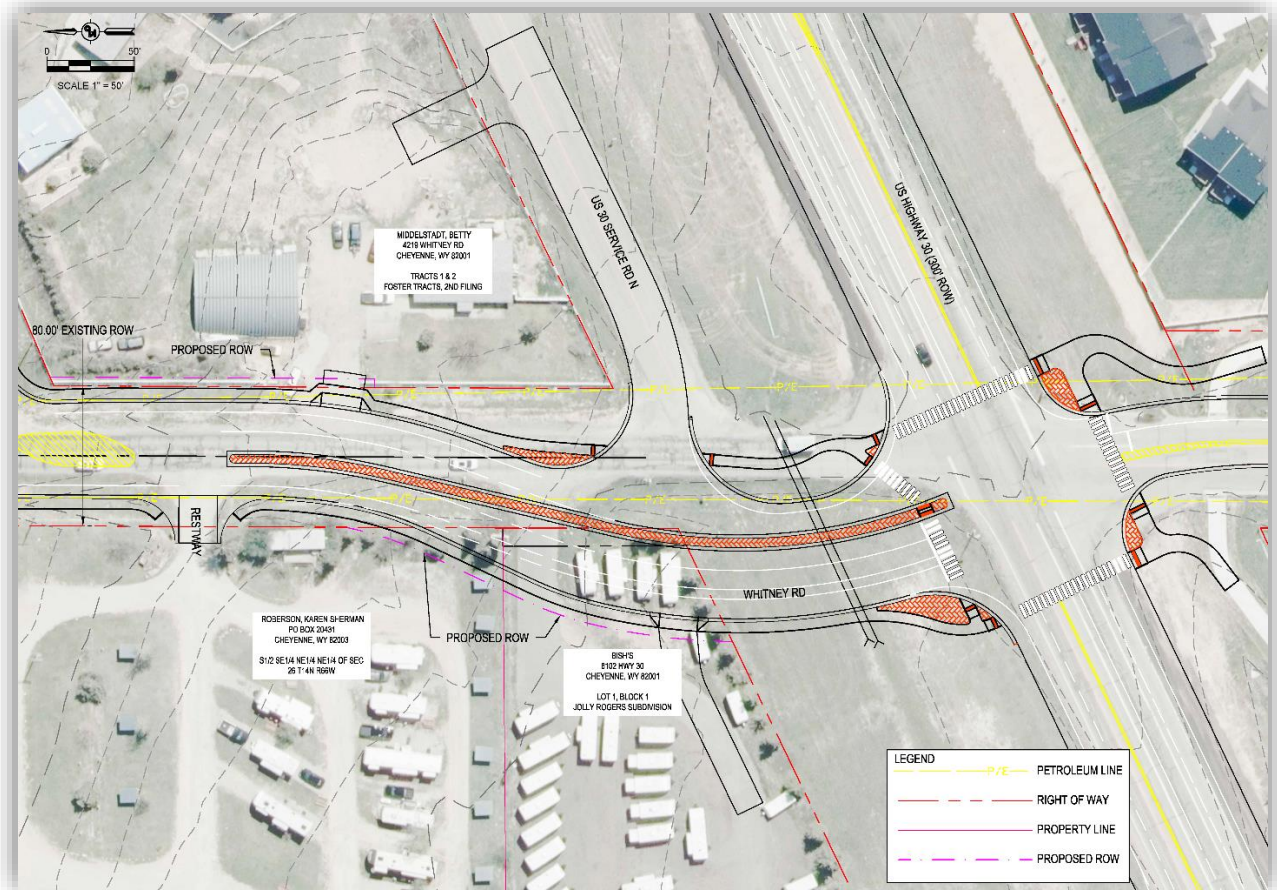 0 50'
SCALE 1" = 50'
MIDDELSTADT, BETTY
4219 WHITNEY RD
CHEYENNE, WY 82001
TRACTS 1 & 2
FOSTER TRACTS, 2ND FILING
US 30 SERVICE RD N
US HIGHWAY 30 (300' ROW)
80.00' EXISTING ROW
PROPOSED ROW
P/E
P/E
P/E
P/E
P/E
P/E
P/E
P/E
RESTWAY
WHITNEY RD
PROPOSED ROW
ROBERSON, KAREN SHERMAN
PO BOX 20431
CHEYENNE, WY 82003
S1/2 SE1/4 NE1/4 NE1/4 OF SEC
26 T14N R66W
BISH'S
8102 HWY 30
CHEYENNE, WY 82001
LOT 1, BLOCK 1
JOLLY ROGERS SUBDIVISION
LEGEND
P/E PETROLEUM LINE
RIGHT OF WAY
PROPERTY LINE
PROPOSED ROW